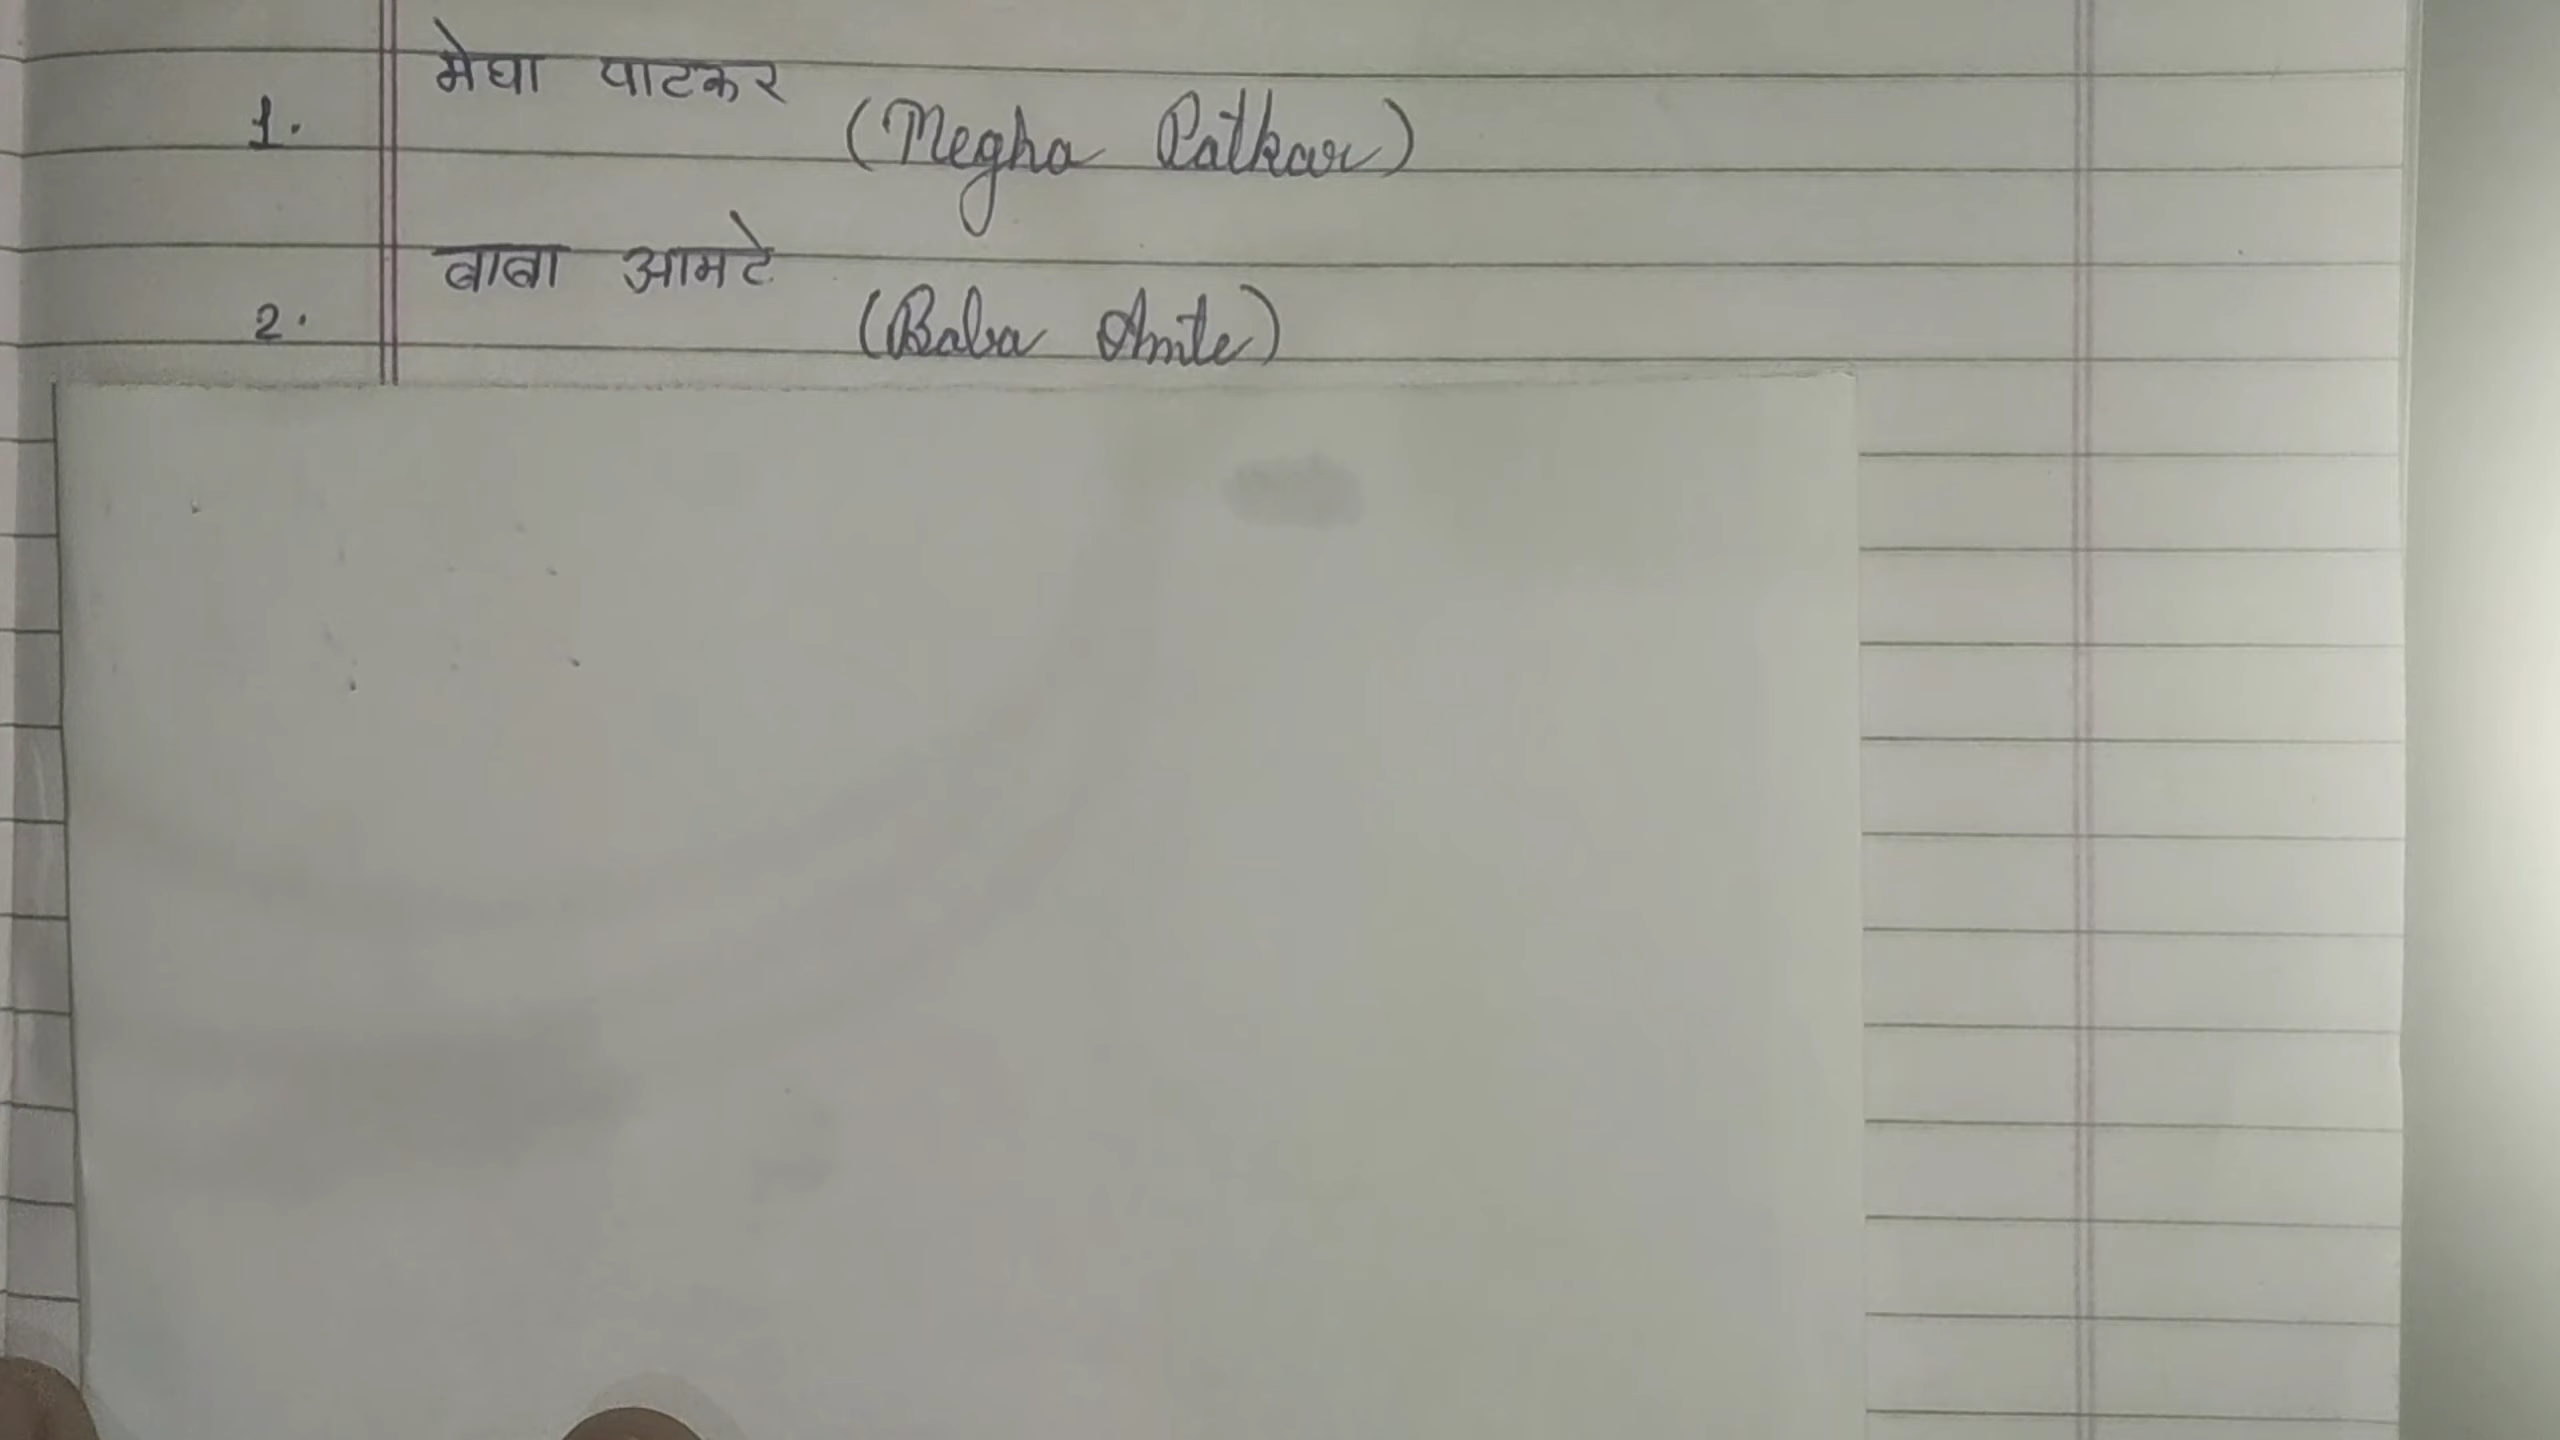 मेघा पाटकर
1. (Megha Patkar)
बाबा आमटे
2. (Baba Amte)